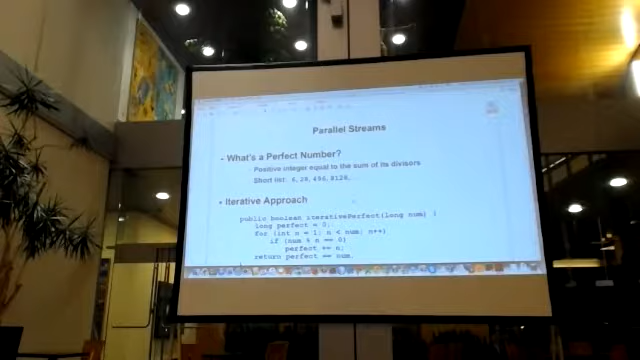 Parallel Streams
• What's a Perfect Number?
Positive integer equal to the sum of its divisors
Short list: 6, 28, 496, 8128,
• Iterative Approach
public boolean iterativePerfect(long num) {
long perfect = 0;
for (int n = 1; n < num; n++)
if (num % n == 0)
perfect += n;
return perfect == num;